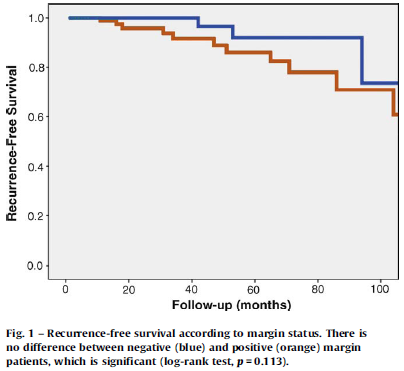 1.0
0.8
0.6
0.4
0.2
0.0
Recurrence-Free Survival
0 20 40 60 80 100
Follow-up (months)
Fig. 1 – Recurrence-free survival according to margin status. There is
no difference between negative (blue) and positive (orange) margin
patients, which is significant (log-rank test, p = 0.113).